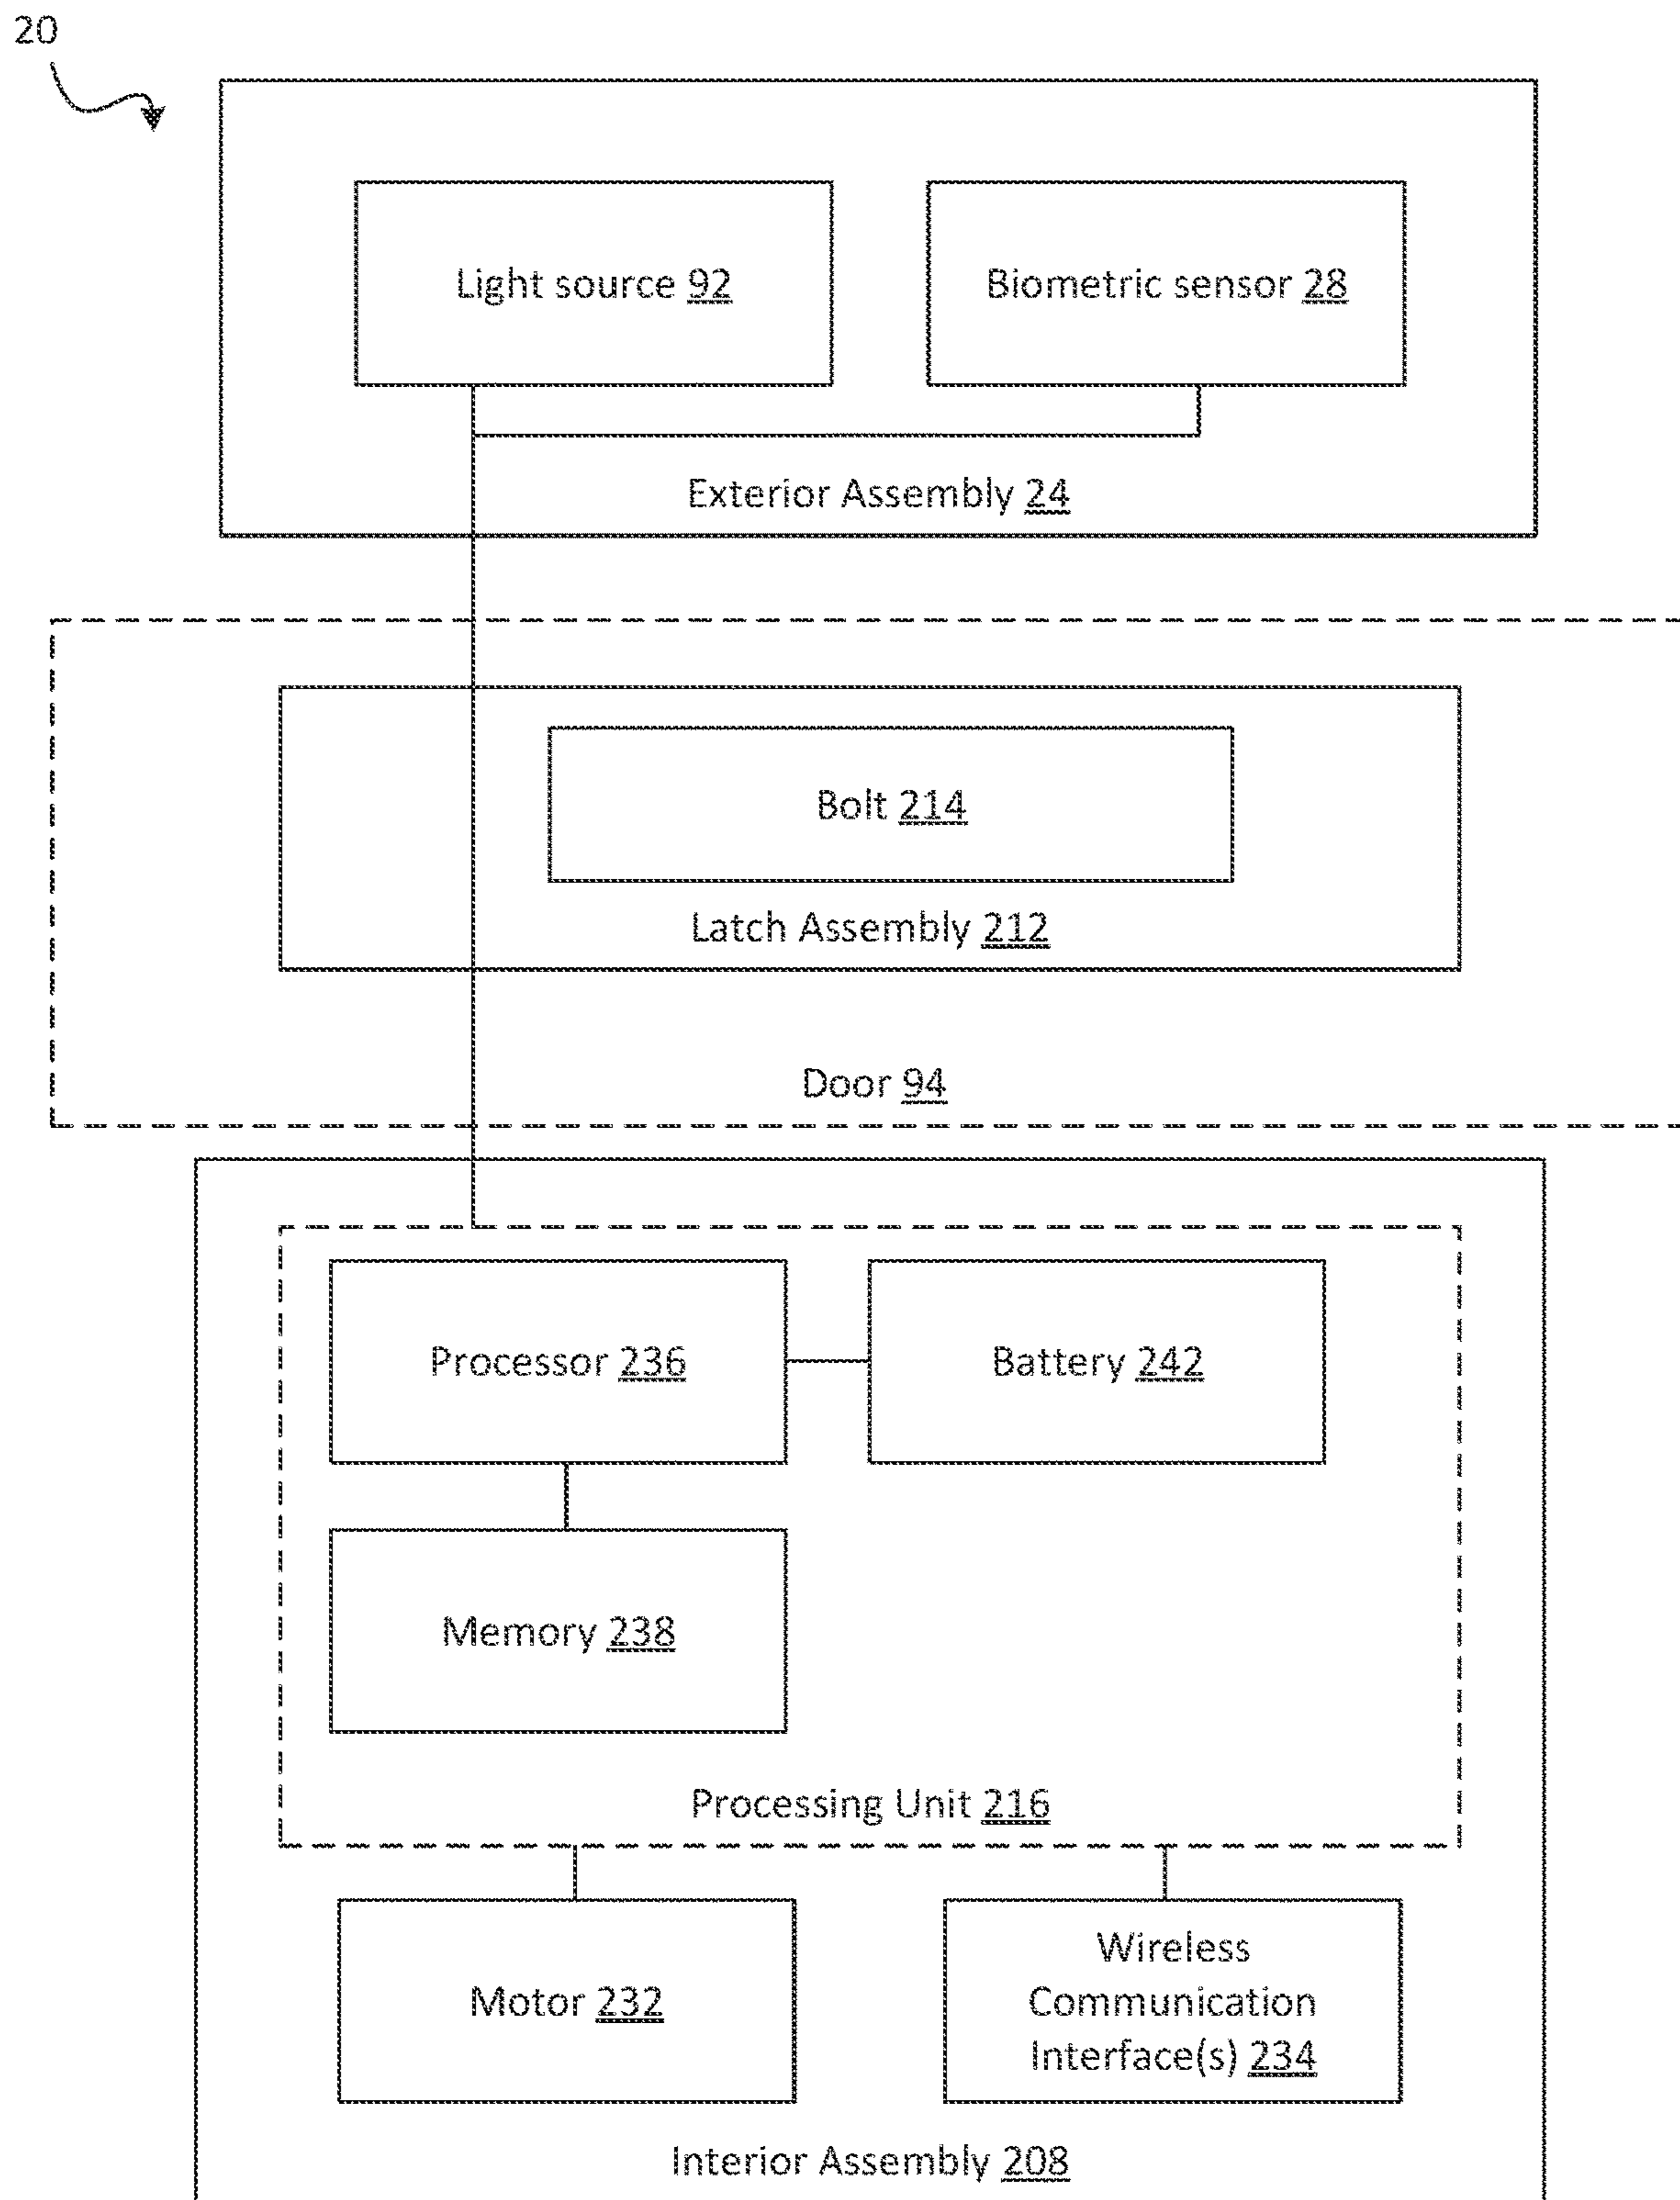 20
Light source 92
Biometric sensor 28
Exterior Assembly 24
Bolt 214
Latch Assembly 212
Door 94
Processor 236
Battery 242
Memory 238
Processing Unit 216
Motor 232
Wireless
Communication
Interface(s) 234
Interior Assembly 208